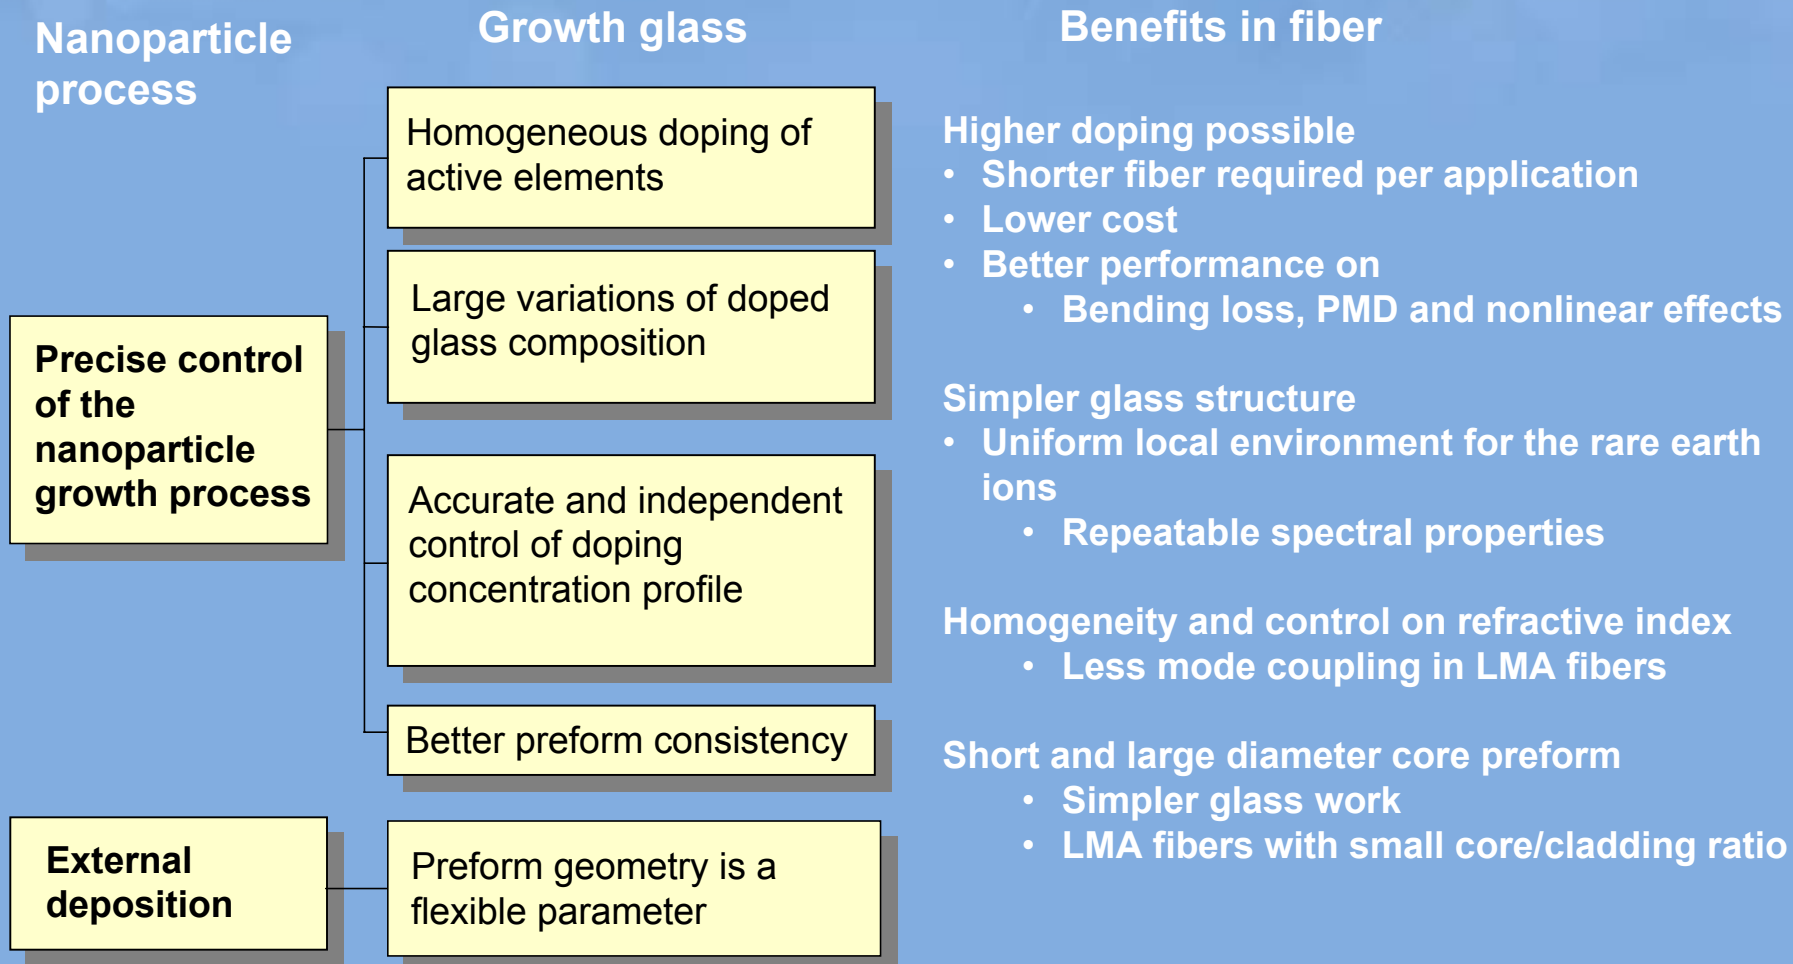 Nanoparticle
process
Growth glass
Benefits in fiber
Precise control
of the
nanoparticle
growth process
External
deposition
Homogeneous doping of
active elements
Large variations of doped
glass composition
Accurate and independent
control of doping
concentration profile
Better preform consistency
Preform geometry is a
flexible parameter
Higher doping possible
• Shorter fiber required per application
• Lower cost
• Better performance on
• Bending loss, PMD and nonlinear effects
Simpler glass structure
• Uniform local environment for the rare earth
ions
• Repeatable spectral properties
Homogeneity and control on refractive index
• Less mode coupling in LMA fibers
Short and large diameter core preform
• Simpler glass work
• LMA fibers with small core/cladding ratio